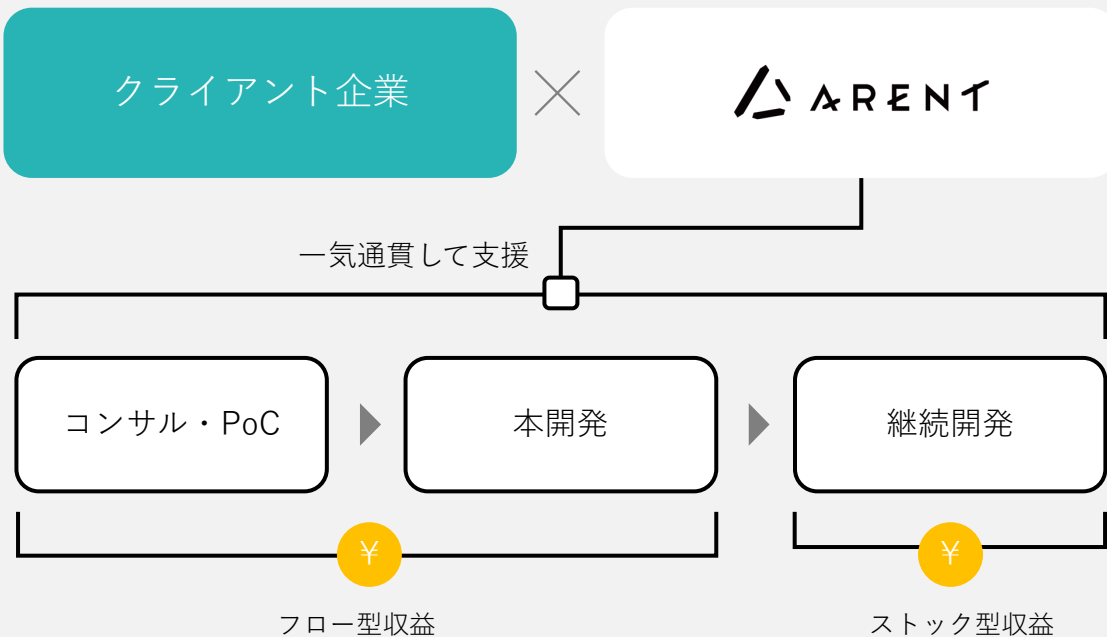 クライアント企業
ARENT
一気通貫して支援
コンサル・PoC
本開発
継続開発
¥
¥
フロー型収益
ストック型収益